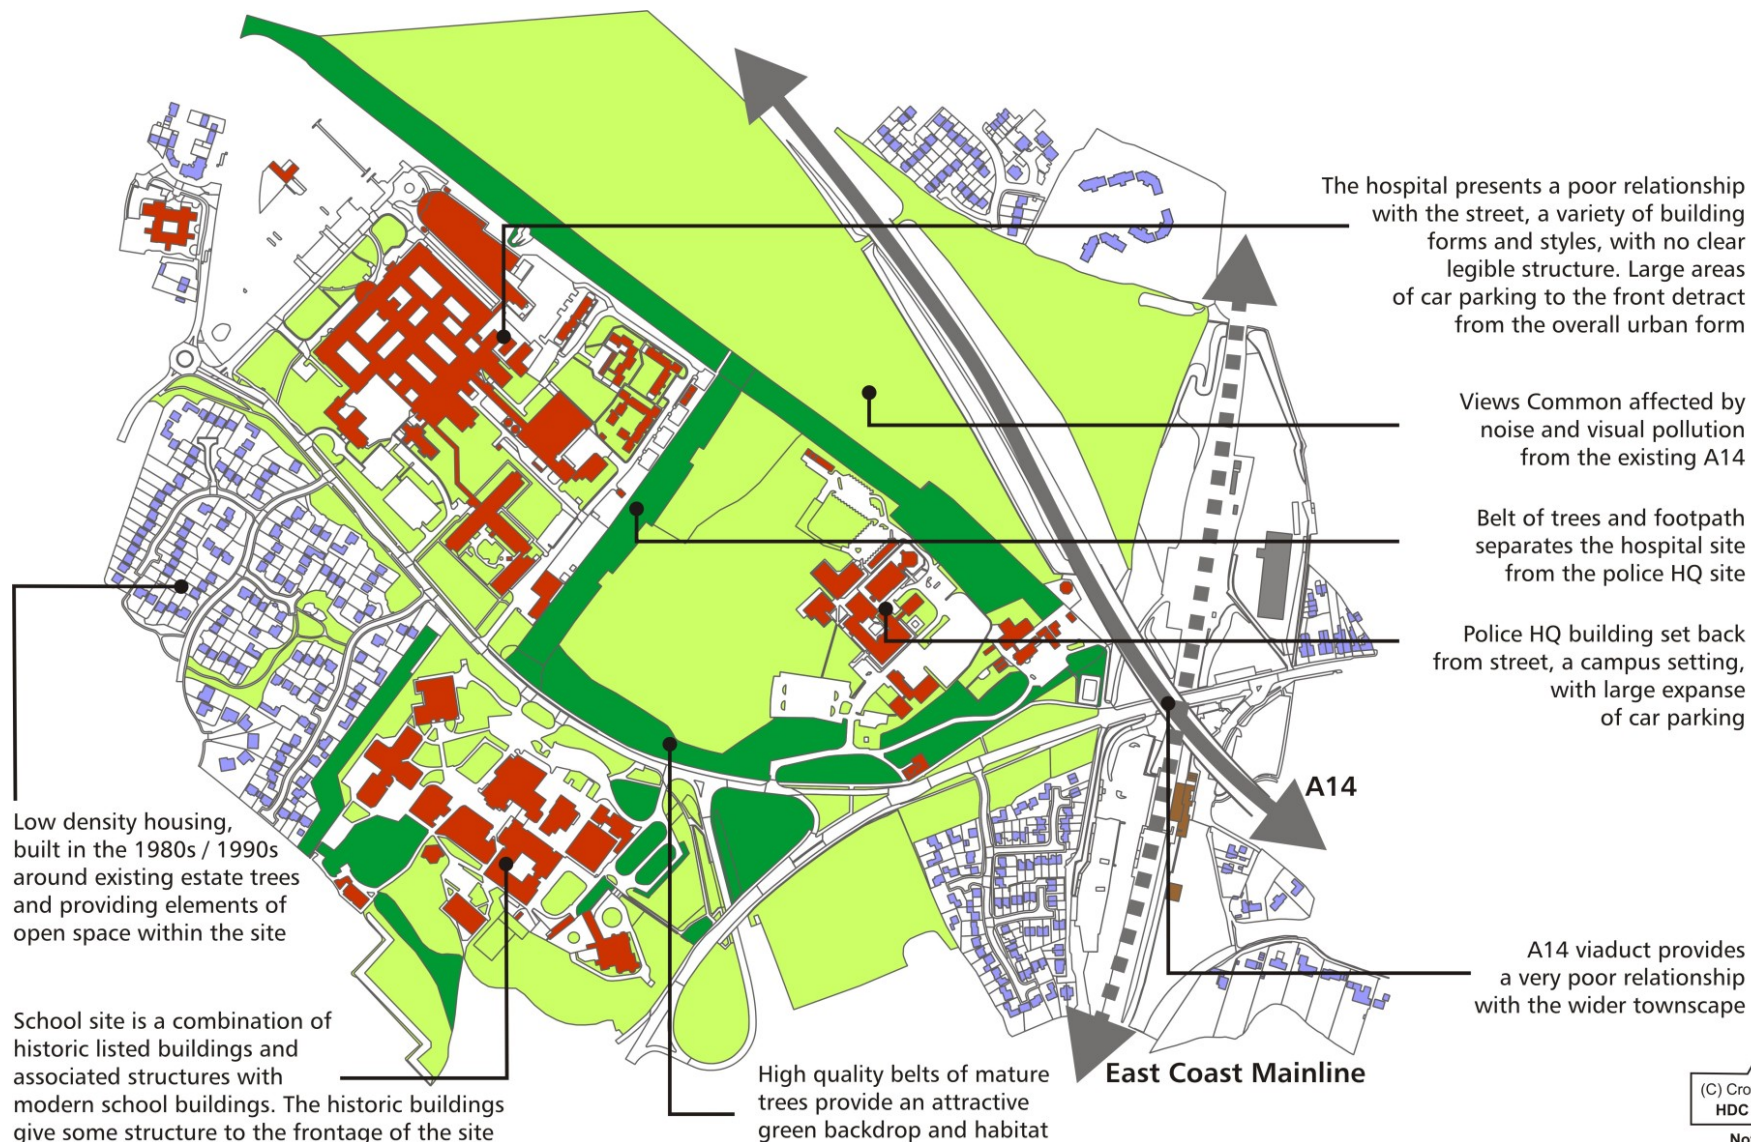 The hospital presents a poor relationship
with the street, a variety of building
forms and styles, with no clear
legible structure. Large areas
of car parking to the front detract
from the overall urban form
Views Common affected by
noise and visual pollution
from the existing A14
Belt of trees and footpath
separates the hospital site
from the police HQ site
Police HQ building set back
from street, a campus setting,
with large expanse
of car parking
A14
Low density housing,
built in the 1980s / 1990s
around existing estate trees
and providing elements of
open space within the site
A14 viaduct provides
a very poor relationship
with the wider townscape
School site is a combination of
historic listed buildings and
associated structures with
modern school buildings. The historic buildings
give some structure to the frontage of the site
High quality belts of mature
trees provide an attractive
green backdrop and habitat
East Coast Mainline
(C) Cro
HDC
No